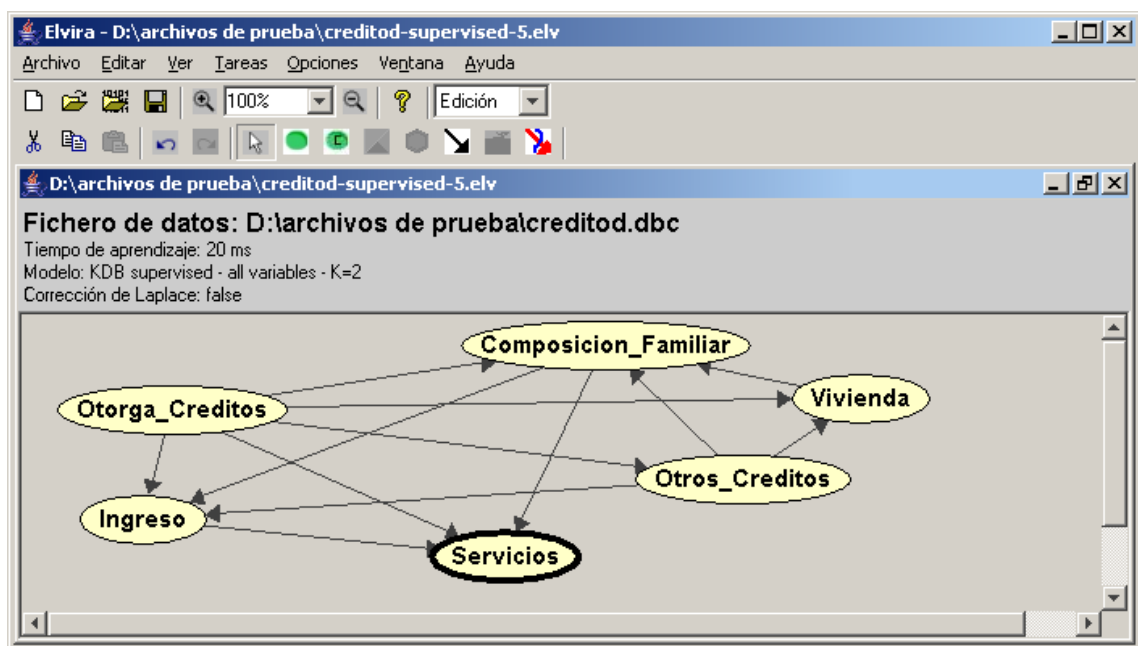 Elvira - D:\archivos de prueba\creditod-supervised-5.elv
Archivo Editar Ver Tareas Opciones Ventana Ayuda
100% Edición
D:\archivos de prueba\creditod-supervised-5.elv
Fichero de datos: D:\archivos de prueba\creditod.dbc
Tiempo de aprendizaje: 20 ms
Modelo: KDB supervised - all variables - K=2
Corrección de Laplace: false
Composicion_Familiar
Otorga_Creditos
Vivienda
Otros_Creditos
Ingreso
Servicios